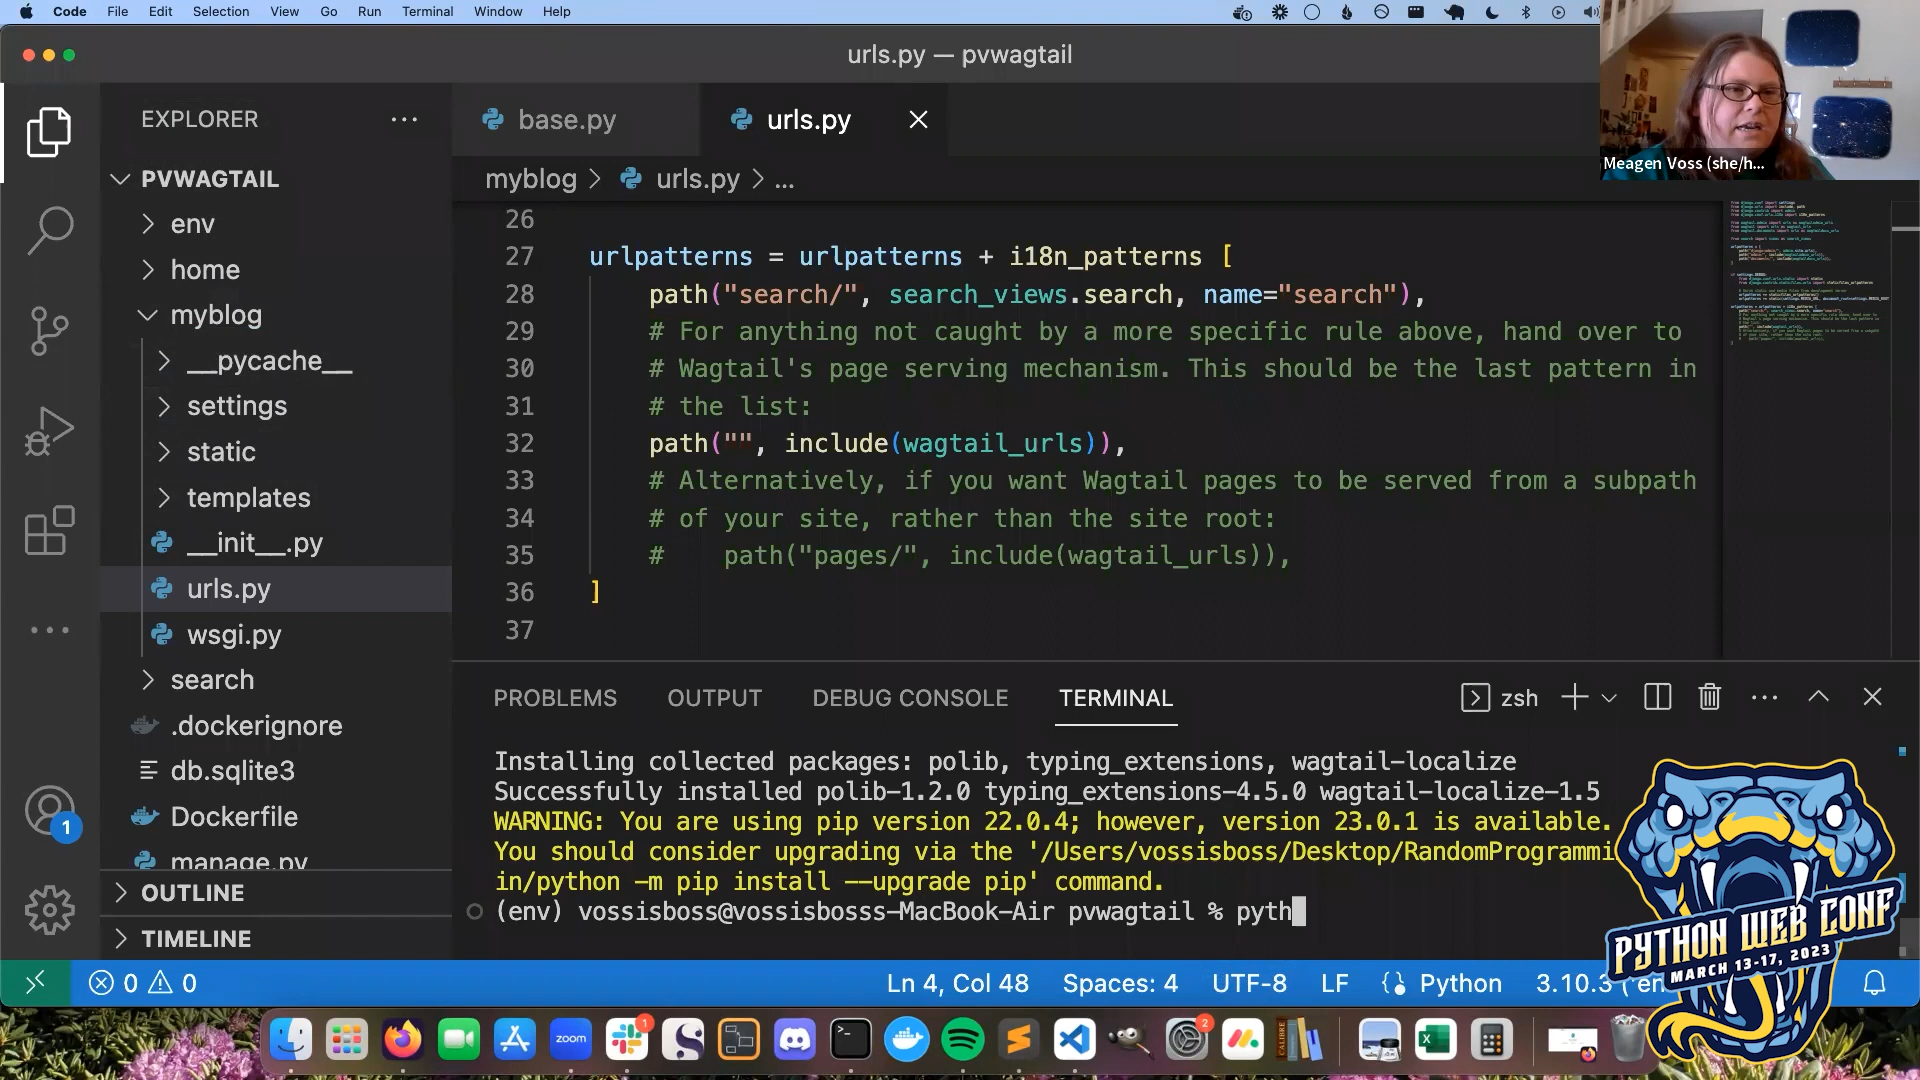 Code File Edit Selection View Go Run Terminal Window Help
urls.py — pvwagtail
Meagen Voss (she/h...
EXPLORER
PVWAGTAIL
env
home
myblog
__pycache__
settings
static
templates
__init__.py
urls.py
wsgi.py
search
.dockerignore
db.sqlite3
Dockerfile
manage.py
OUTLINE
TIMELINE
1
base.py
urls.py
myblog > urls.py > ...
26
27 urlpatterns = urlpatterns + i18n_patterns [
28 path("search/", search_views.search, name="search"),
29 # For anything not caught by a more specific rule above, hand over to
30 # Wagtail's page serving mechanism. This should be the last pattern in
31 # the list:
32 path("", include(wagtail_urls)),
33 # Alternatively, if you want Wagtail pages to be served from a subpath
34 # of your site, rather than the site root:
35 #    path("pages/", include(wagtail_urls)),
36 ]
37
PROBLEMS OUTPUT DEBUG CONSOLE TERMINAL
zsh
Installing collected packages: polib, typing_extensions, wagtail-localize
Successfully installed polib-1.2.0 typing_extensions-4.5.0 wagtail-localize-1.5
WARNING: You are using pip version 22.0.4; however, version 23.0.1 is available.
You should consider upgrading via the '/Users/vossisboss/Desktop/RandomProgrammi
in/python -m pip install --upgrade pip' command.
(env) vossisboss@vossisbosss-MacBook-Air pvwagtail % pyth
0 0
Ln 4, Col 48 Spaces: 4 UTF-8 LF Python 3.10.3 ('en
PYTHON WEB CONF
MARCH 13-17, 2023
zoom
1
2
CALIBRE